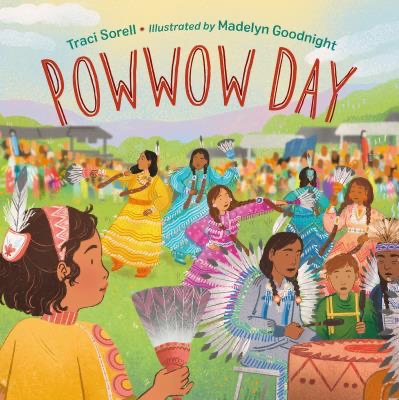 Traci Sorell • Illustrated by Madelyn Goodnight
POWWOW DAY